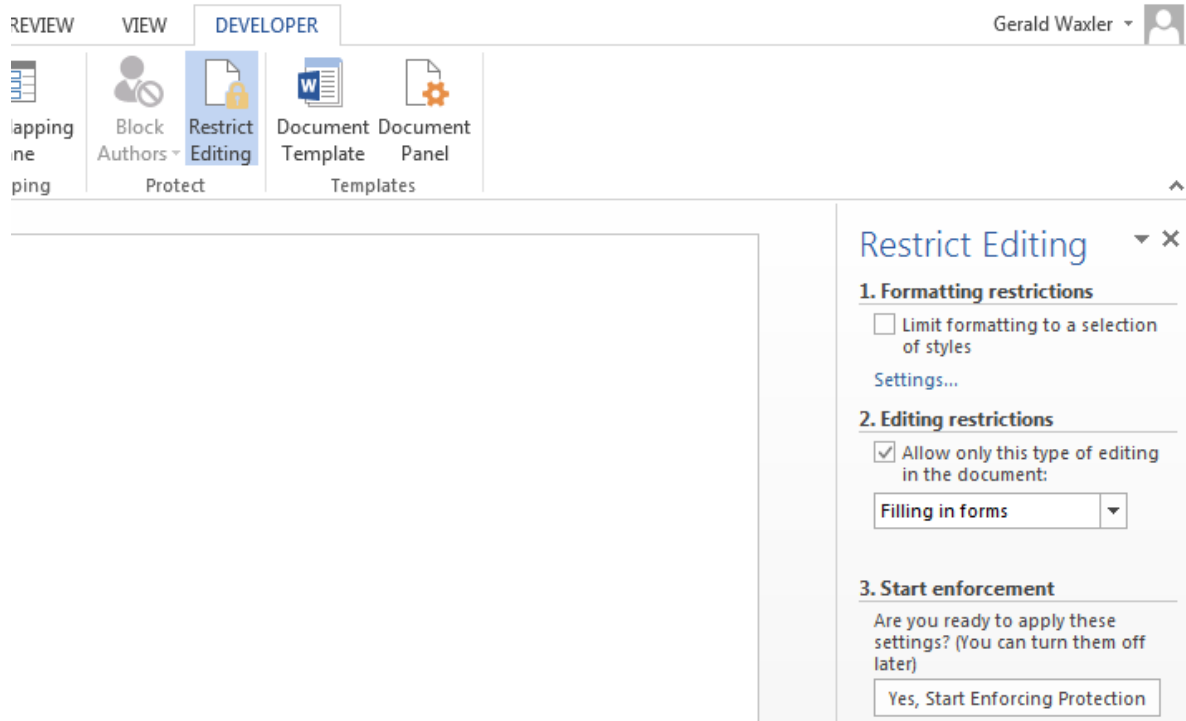 REVIEW VIEW DEVELOPER Gerald Waxler
Block Restrict Document Document
Authors Editing Template Panel
Protect Templates
Restrict Editing
1. Formatting restrictions
Limit formatting to a selection
of styles
Settings...
2. Editing restrictions
Allow only this type of editing
in the document:
Filling in forms
3. Start enforcement
Are you ready to apply these
settings? (You can turn them off
later)
Yes, Start Enforcing Protection